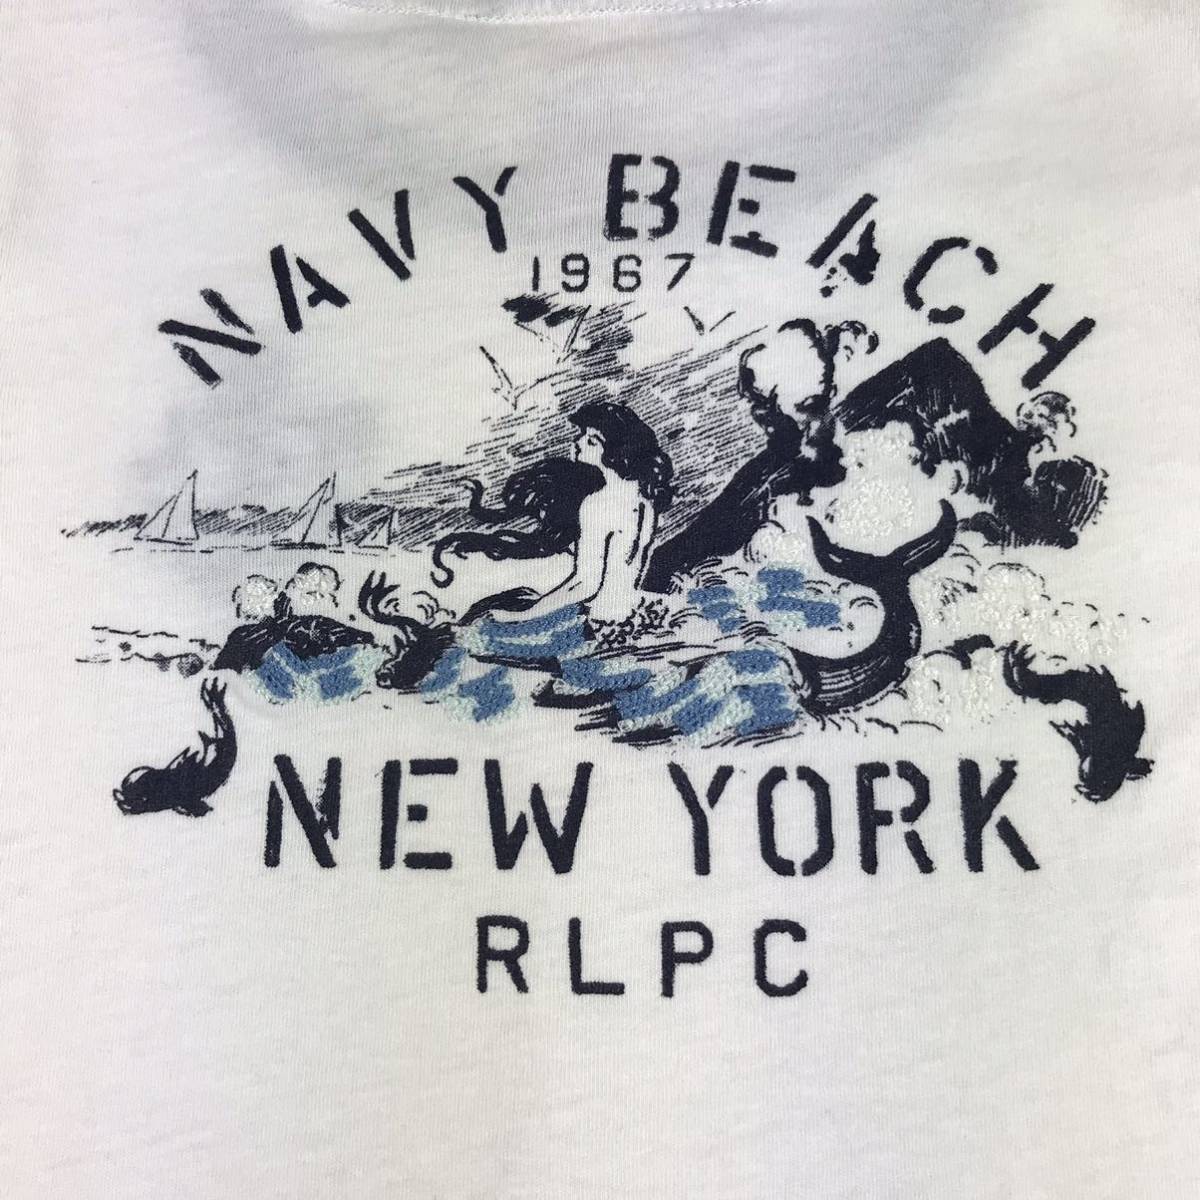 NAVY BEACH
1967
NEW YORK
RLPC